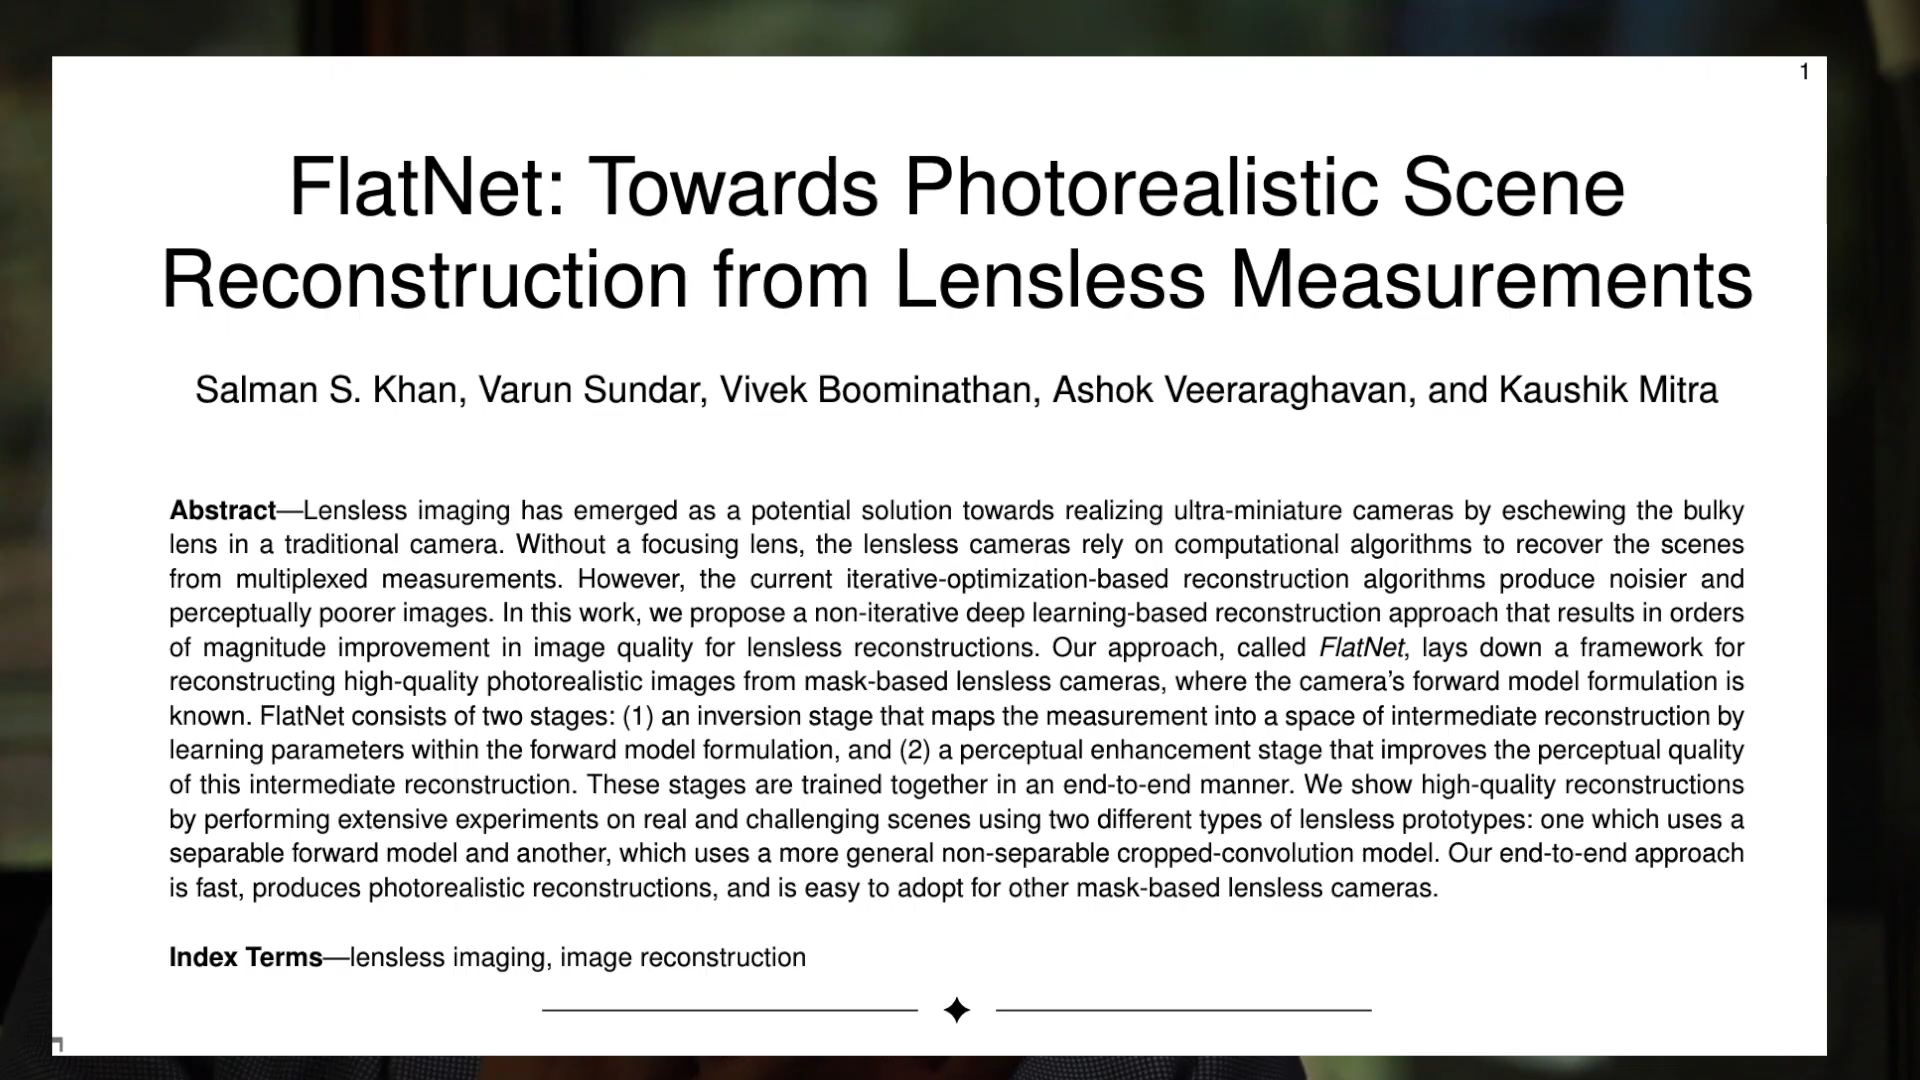 1
FlatNet: Towards Photorealistic Scene
Reconstruction from Lensless Measurements
Salman S. Khan, Varun Sundar, Vivek Boominathan, Ashok Veeraraghavan, and Kaushik Mitra
Abstract—Lensless imaging has emerged as a potential solution towards realizing ultra-miniature cameras by eschewing the bulky
lens in a traditional camera. Without a focusing lens, the lensless cameras rely on computational algorithms to recover the scenes
from multiplexed measurements. However, the current iterative-optimization-based reconstruction algorithms produce noisier and
perceptually poorer images. In this work, we propose a non-iterative deep learning-based reconstruction approach that results in orders
of magnitude improvement in image quality for lensless reconstructions. Our approach, called FlatNet, lays down a framework for
reconstructing high-quality photorealistic images from mask-based lensless cameras, where the camera’s forward model formulation is
known. FlatNet consists of two stages: (1) an inversion stage that maps the measurement into a space of intermediate reconstruction by
learning parameters within the forward model formulation, and (2) a perceptual enhancement stage that improves the perceptual quality
of this intermediate reconstruction. These stages are trained together in an end-to-end manner. We show high-quality reconstructions
by performing extensive experiments on real and challenging scenes using two different types of lensless prototypes: one which uses a
separable forward model and another, which uses a more general non-separable cropped-convolution model. Our end-to-end approach
is fast, produces photorealistic reconstructions, and is easy to adopt for other mask-based lensless cameras.
Index Terms—lensless imaging, image reconstruction